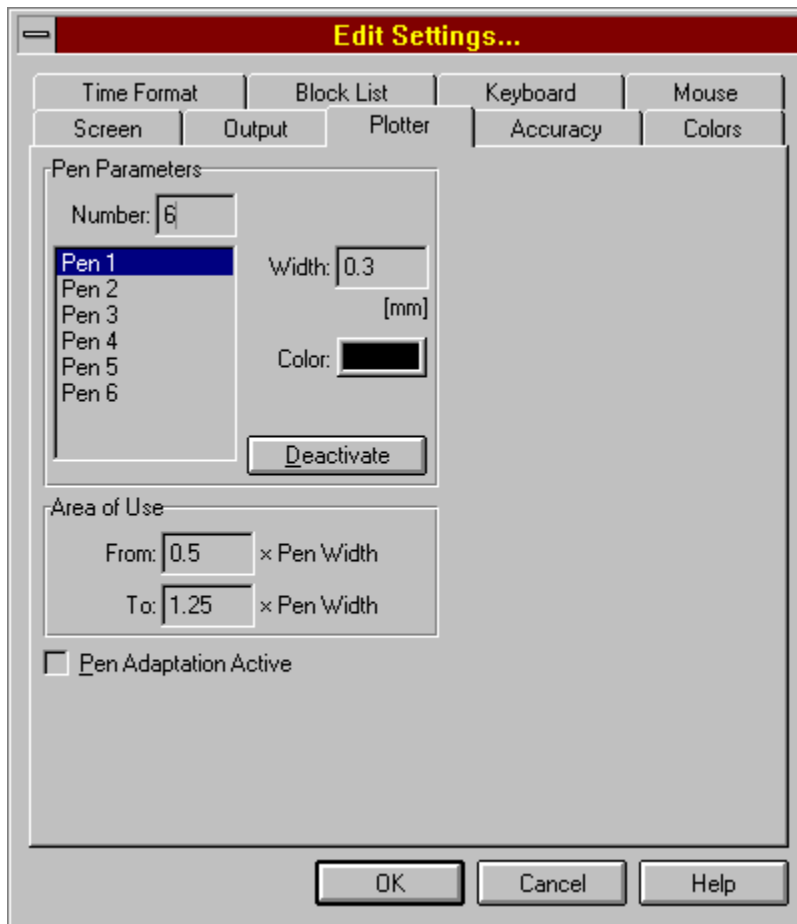 Edit Settings...
Time Format Block List Keyboard Mouse
Screen Output Plotter Accuracy Colors
Pen Parameters
Number: 6
Pen 1
Width: 0.3
Pen 2
Pen 3
[mm]
Pen 4
Pen 5
Color:
Pen 6
Deactivate
Area of Use
From: 0.5 × Pen Width
To: 1.25 × Pen Width
Pen Adaptation Active
OK Cancel Help